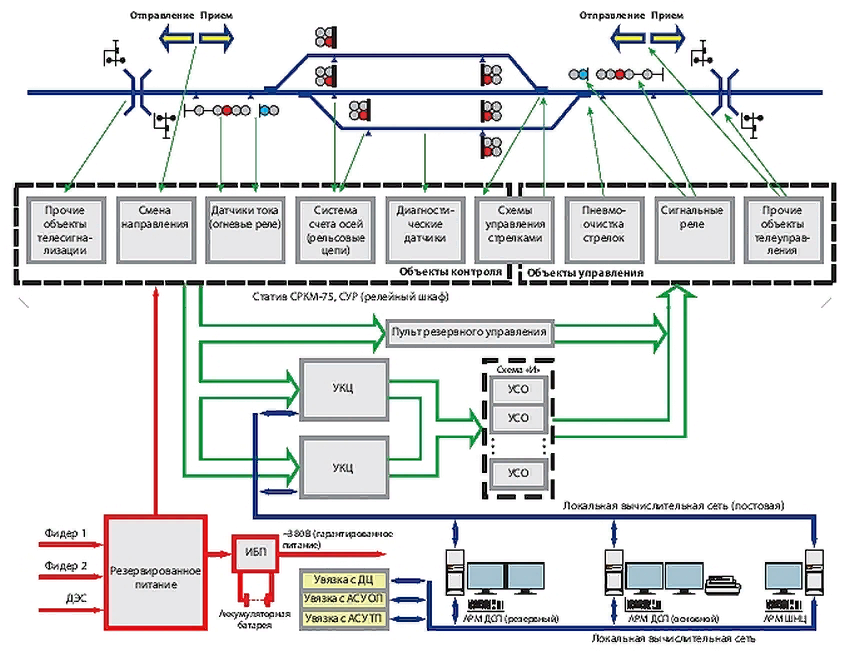 Отправление Прием
Отправление Прием
Прочие
объекты
телесигна-
лизации
Смена
направления
Датчики тока
(огневые реле)
Система
счета осей
(рельсовые
цепи)
Диагности-
ческие
датчики
Схемы
управления
стрелками
Пневмо-
очистка
стрелок
Сигнальные
реле
Прочие
объекты
телеуправ-
ления
Объекты контроля
Объекты управления
Статив СРКМ-75, СУР (релейный шкаф)
Пульт резервного управления
Схема «И»
УКЦ
УСО
УСО
УКЦ
УСО
Локальная вычислительная сеть (постовая)
Фидер 1
Фидер 2
ДЭС
Резервированное
питание
ИБП
~380В (гарантированное
питание)
Аккумуляторная
батарея
Увязка с ДЦ
Увязка с АСУ ОП
Увязка с АСУ ТП
АРМ ДСП (резервный)
АРМ ДСП (основной)
АРМ ШНЦ
Локальная вычислительная сеть